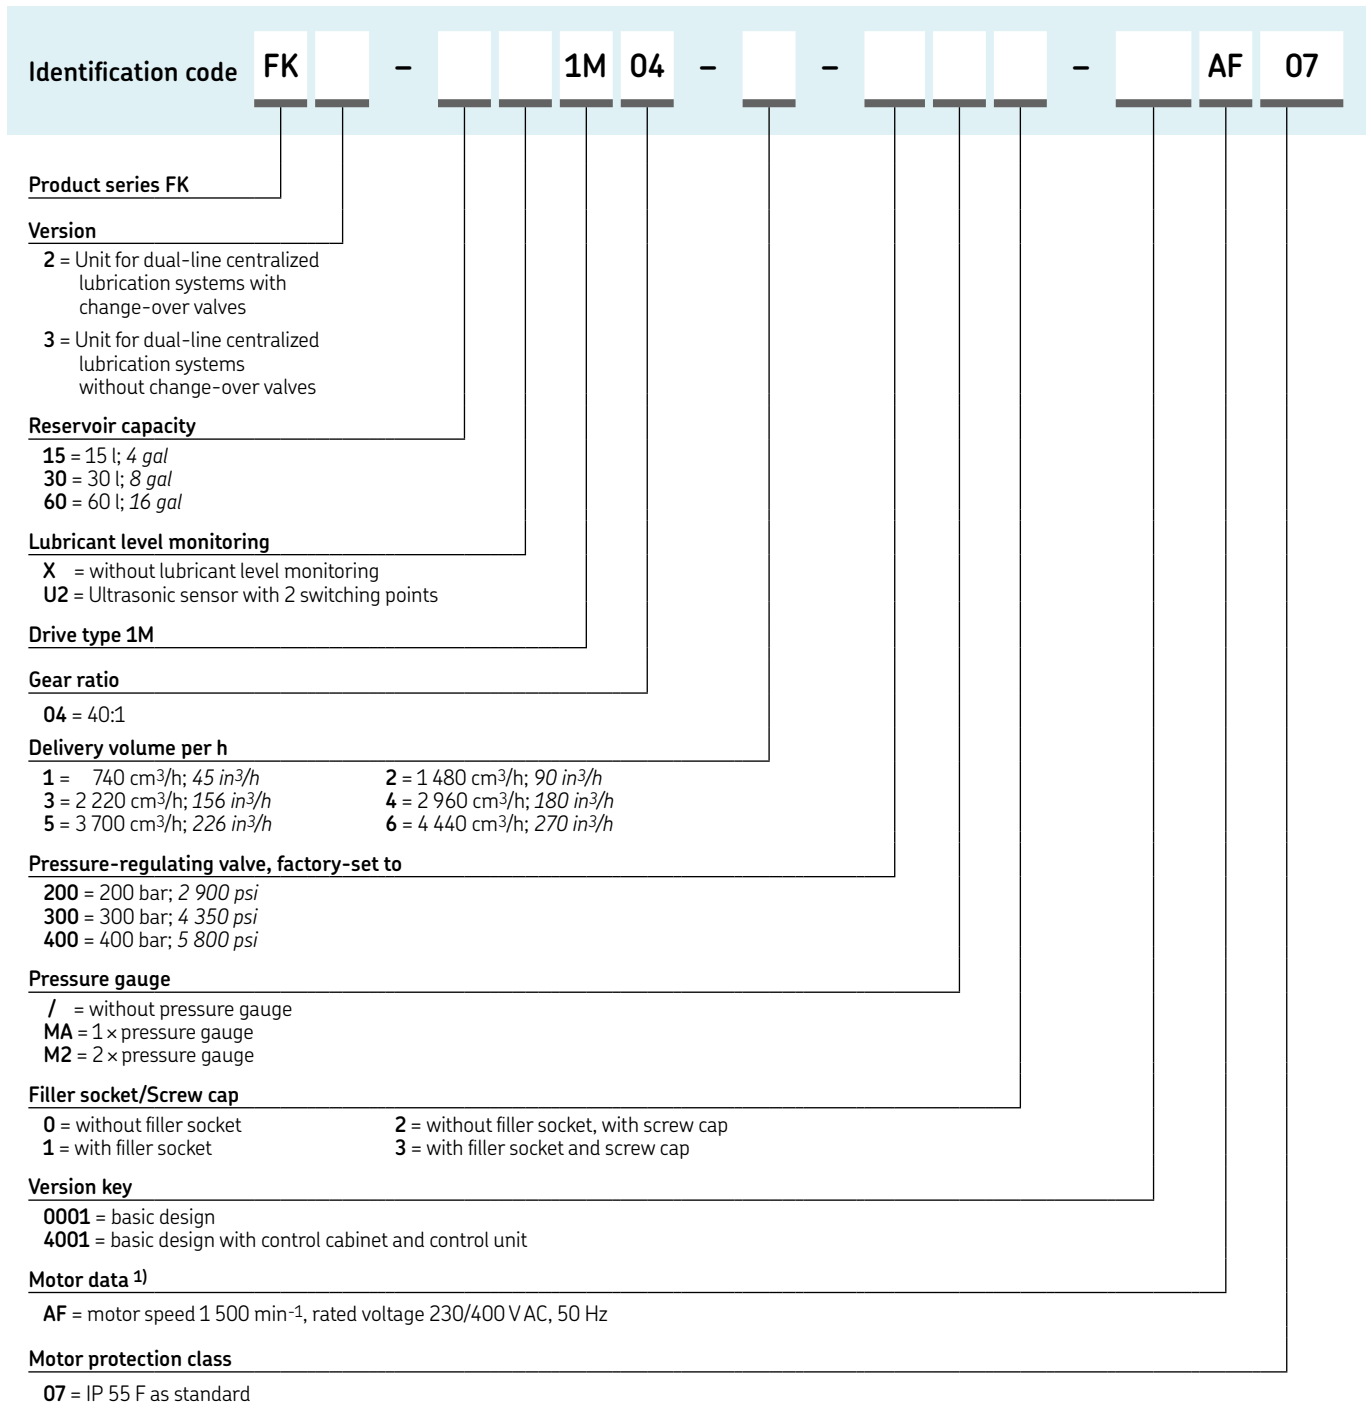 Identification code FK – 1M 04 – – – AF 07
Product series FK
Version
2 = Unit for dual-line centralized
lubrication systems with
change-over valves
3 = Unit for dual-line centralized
lubrication systems
without change-over valves
Reservoir capacity
15 = 15 l; 4 gal
30 = 30 l; 8 gal
60 = 60 l; 16 gal
Lubricant level monitoring
X = without lubricant level monitoring
U2 = Ultrasonic sensor with 2 switching points
Drive type 1M
Gear ratio
04 = 40:1
Delivery volume per h
1 = 740 cm³/h; 45 in³/h 2 = 1 480 cm³/h; 90 in³/h
3 = 2 220 cm³/h; 156 in³/h 4 = 2 960 cm³/h; 180 in³/h
5 = 3 700 cm³/h; 226 in³/h 6 = 4 440 cm³/h; 270 in³/h
Pressure-regulating valve, factory-set to
200 = 200 bar; 2 900 psi
300 = 300 bar; 4 350 psi
400 = 400 bar; 5 800 psi
Pressure gauge
/ = without pressure gauge
MA = 1 × pressure gauge
M2 = 2 × pressure gauge
Filler socket/Screw cap
0 = without filler socket 2 = without filler socket, with screw cap
1 = with filler socket 3 = with filler socket and screw cap
Version key
0001 = basic design
4001 = basic design with control cabinet and control unit
Motor data ¹⁾
AF = motor speed 1 500 min⁻¹, rated voltage 230/400 V AC, 50 Hz
Motor protection class
07 = IP 55 F as standard